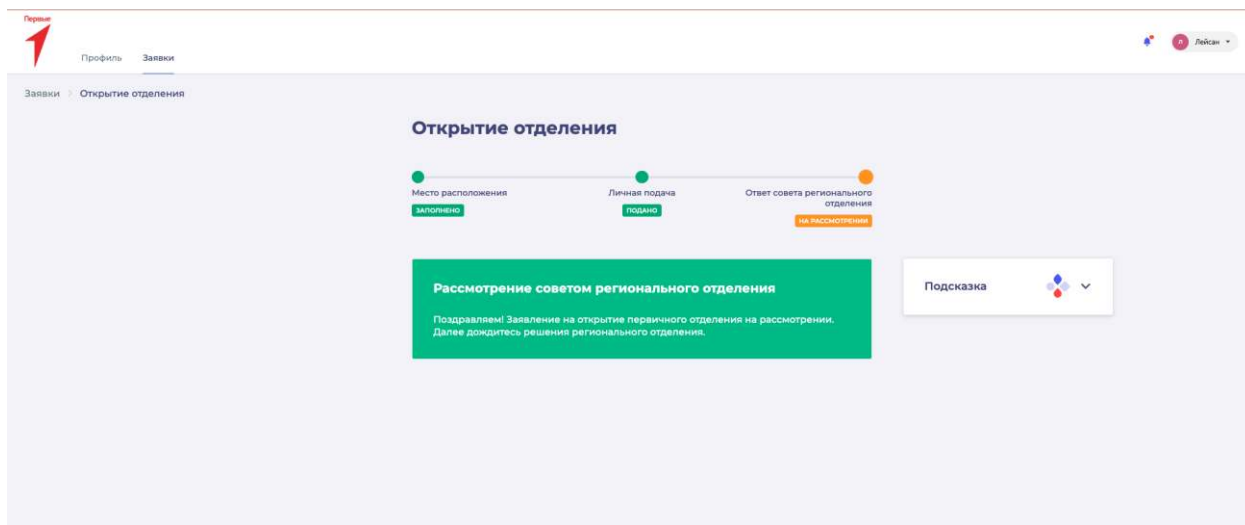 Первые
Профиль Заявки
Л Лейсан
Заявки > Открытие отделения
Открытие отделения
Место расположения
ЗАПОЛНЕНО
Личная подача
ПОДАНО
Ответ совета регионального
отделения
НА РАССМОТРЕНИИ
Рассмотрение советом регионального отделения
Поздравляем! Заявление на открытие первичного отделения на рассмотрении.
Далее дождитесь решения регионального отделения.
Подсказка